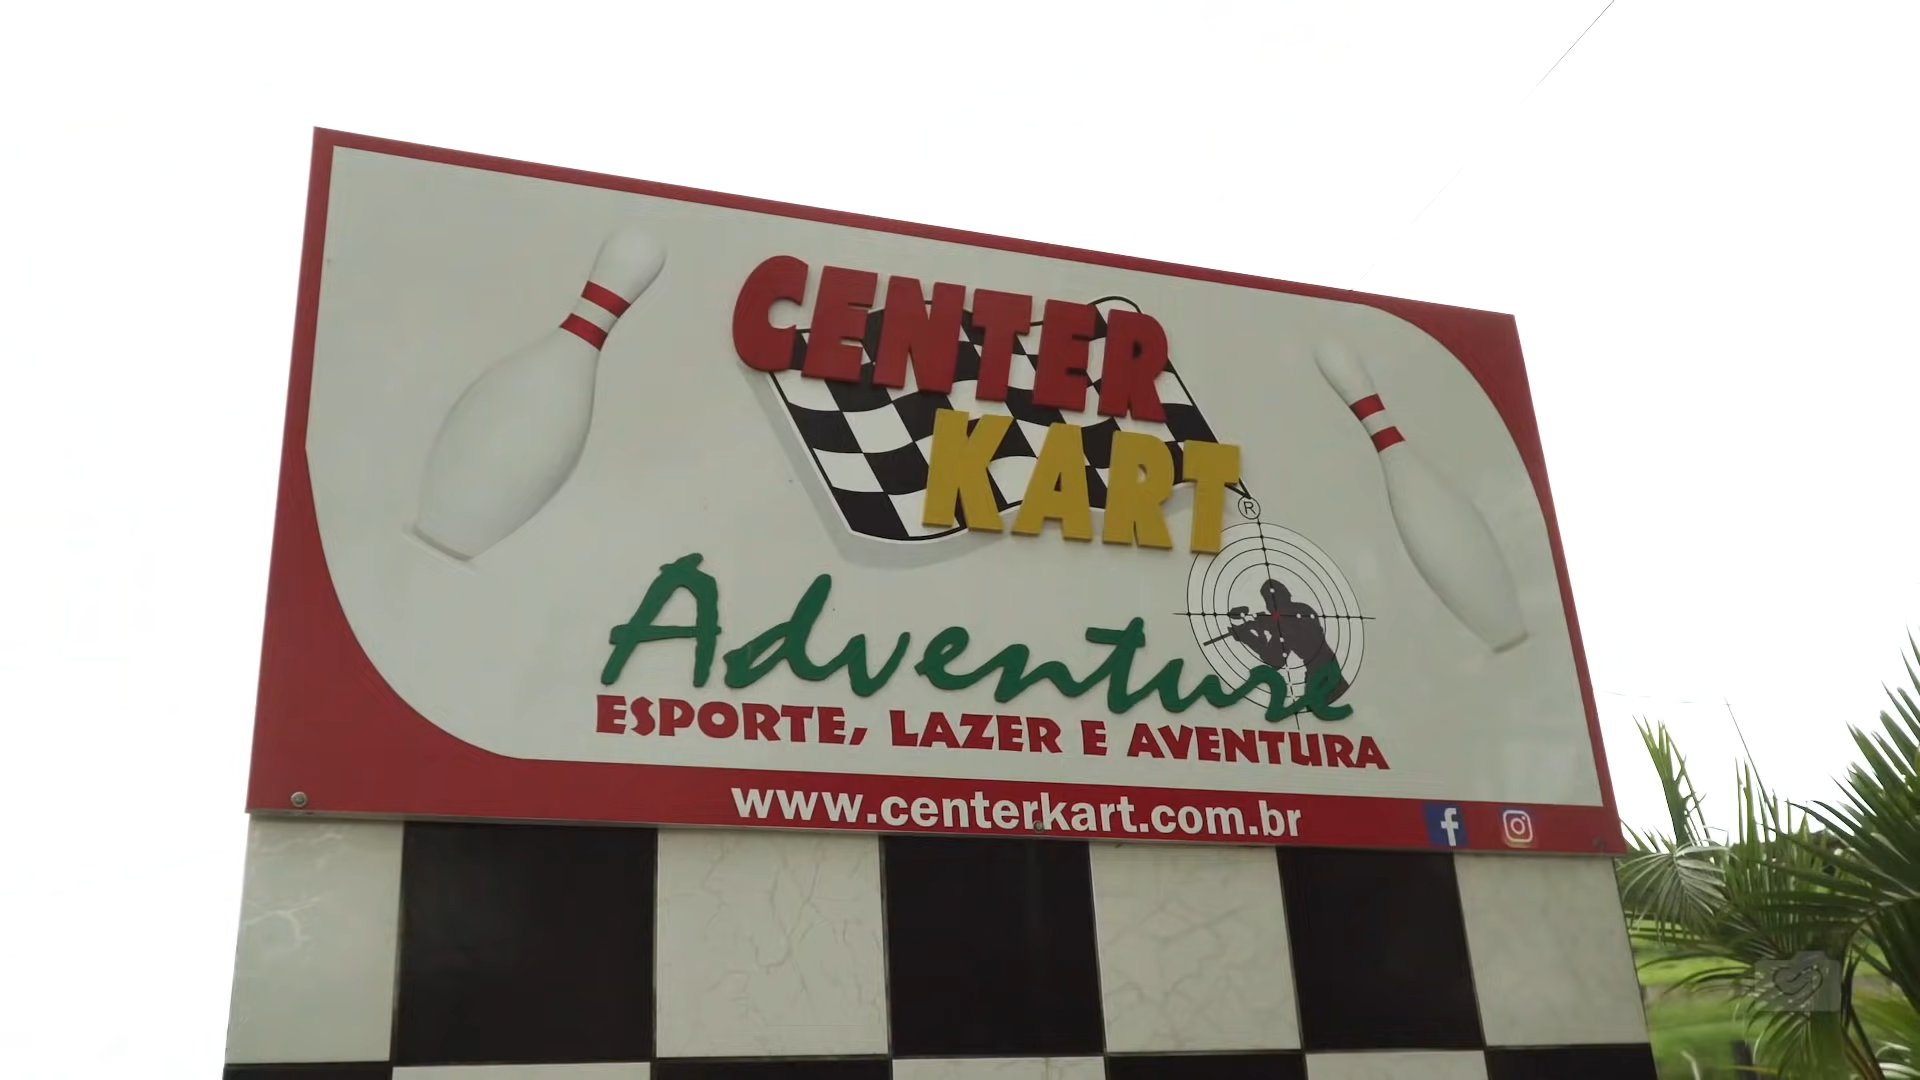 CENTER
KART
®
Adventure
ESPORTE, LAZER E AVENTURA
www.centerkart.com.br